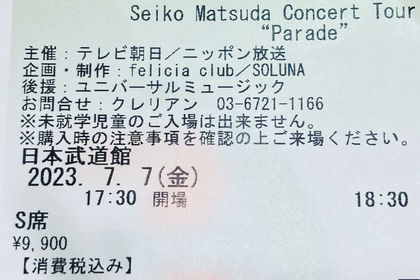 Seiko Matsuda Concert Tour
“Parade”
主催：テレビ朝日／ニッポン放送
企画・制作：felicia club／SOLUNA
後援：ユニバーサルミュージック
お問合せ：クレリアン　03-6721-1166
※未就学児童のご入場は出来ません。
※購入時の注意事項を確認の上ご来場ください。
日本武道館
2023. 7. 7(金)
17:30 開場　18:30
S席
¥9,900
【消費税込み】